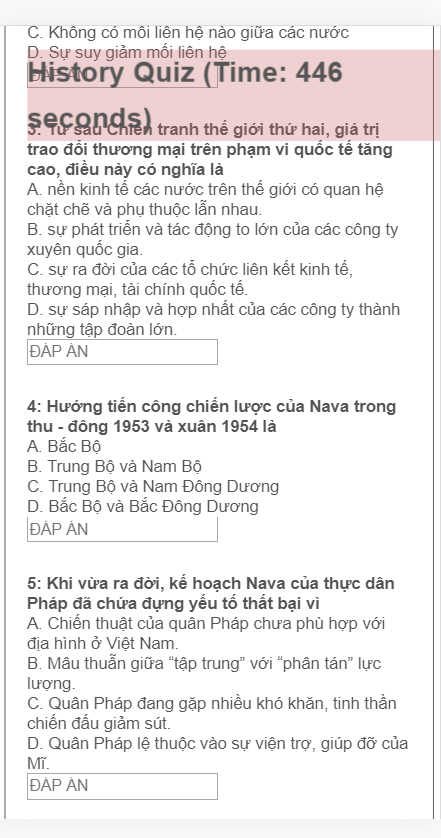 C. Không có mối liên hệ nào giữa các nước
D. Sự suy giảm mối liên hệ
ĐÁP ÁN
History Quiz (Time: 446
seconds)
3: Từ sau Chiến tranh thế giới thứ hai, giá trị
trao đổi thương mại trên phạm vi quốc tế tăng
cao, điều này có nghĩa là
A. nền kinh tế các nước trên thế giới có quan hệ
chặt chẽ và phụ thuộc lẫn nhau.
B. sự phát triển và tác động to lớn của các công ty
xuyên quốc gia.
C. sự ra đời của các tổ chức liên kết kinh tế,
thương mại, tài chính quốc tế.
D. sự sáp nhập và hợp nhất của các công ty thành
những tập đoàn lớn.
ĐÁP ÁN
4: Hướng tiến công chiến lược của Nava trong
thu - đông 1953 và xuân 1954 là
A. Bắc Bộ
B. Trung Bộ và Nam Bộ
C. Trung Bộ và Nam Đông Dương
D. Bắc Bộ và Bắc Đông Dương
ĐÁP ÁN
5: Khi vừa ra đời, kế hoạch Nava của thực dân
Pháp đã chứa đựng yếu tố thất bại vì
A. Chiến thuật của quân Pháp chưa phù hợp với
địa hình ở Việt Nam.
B. Mâu thuẫn giữa “tập trung” với “phân tán” lực
lượng.
C. Quân Pháp đang gặp nhiều khó khăn, tinh thần
chiến đấu giảm sút.
D. Quân Pháp lệ thuộc vào sự viện trợ, giúp đỡ của
Mĩ.
ĐÁP ÁN